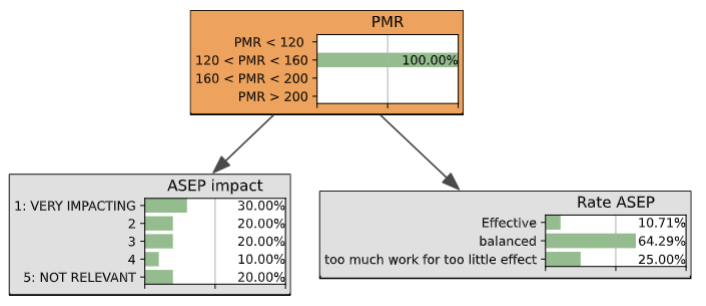 PMR
PMR < 120
120 < PMR < 160 100.00%
160 < PMR < 200
PMR > 200
ASEP impact
1: VERY IMPACTING 30.00%
2 20.00%
3 20.00%
4 10.00%
5: NOT RELEVANT 20.00%
Rate ASEP
Effective 10.71%
balanced 64.29%
too much work for too little effect 25.00%